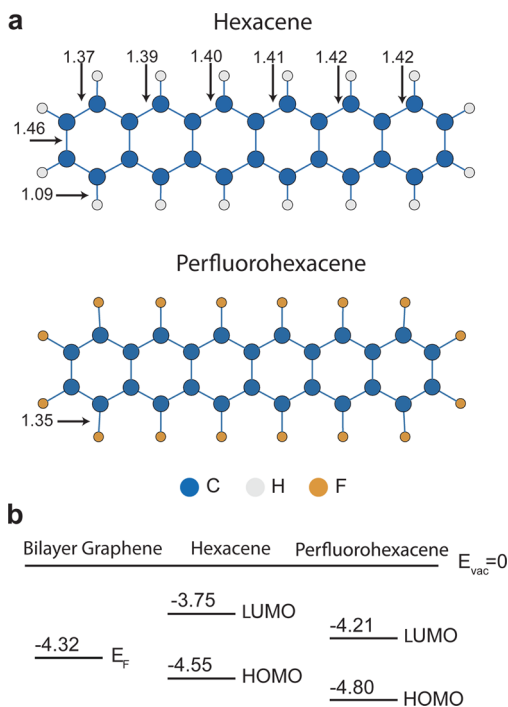 a
Hexacene
1.37 1.39 1.40 1.41 1.42 1.42
1.46
1.09
Perfluorohexacene
1.35
C H F
b
Bilayer Graphene Hexacene Perfluorohexacene
Evac=0
-3.75 LUMO
-4.21 LUMO
-4.32 EF
-4.55 HOMO
-4.80 HOMO